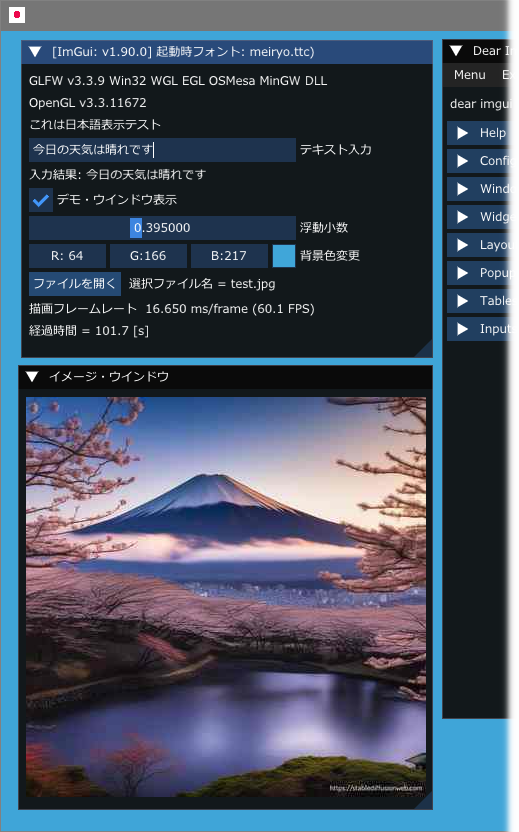 [ImGui: v1.90.0] 起動時フォント: meiryo.ttc)
GLFW v3.3.9 Win32 WGL EGL OSMesa MinGW DLL
OpenGL v3.3.11672
これは日本語表示テスト
今日の天気は晴れです テキスト入力
入力結果: 今日の天気は晴れです
デモ・ウインドウ表示
0.395000 浮動小数
R: 64 G:166 B:217 背景色変更
ファイルを開く 選択ファイル名 = test.jpg
描画フレームレート 16.650 ms/frame (60.1 FPS)
経過時間 = 101.7 [s]
イメージ・ウインドウ
https://stablediffusionweb.com
Dear
Menu
dear imgu
Help
Config
Wind
Widge
Layou
Popup
Table
Input